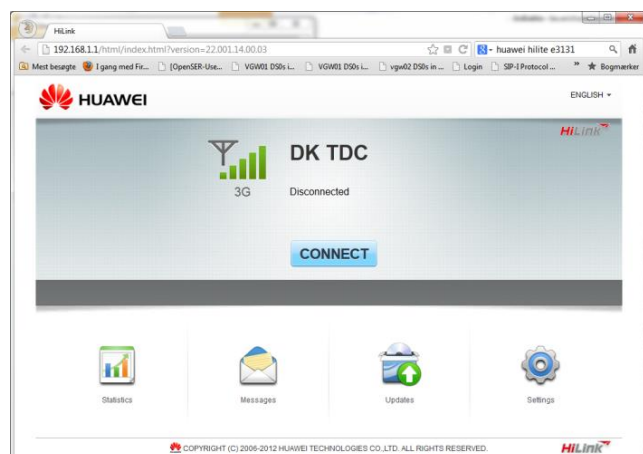 HiLink
192.168.1.1/html/index.html?version=22.001.14.00.03
huawei hilite e3131
Mest besøgte I gang med Fir... [OpenSER-Use... VGW01 DS0s i... VGW01 DS0s i... vgw02 DS0s in ... Login SIP-I Protocol ... » Bogmærker
HUAWEI
ENGLISH
HiLink
DK TDC
3G
Disconnected
CONNECT
Statistics Messages Updates Settings
COPYRIGHT (C) 2006-2012 HUAWEI TECHNOLOGIES CO.,LTD. ALL RIGHTS RESERVED.
HiLink